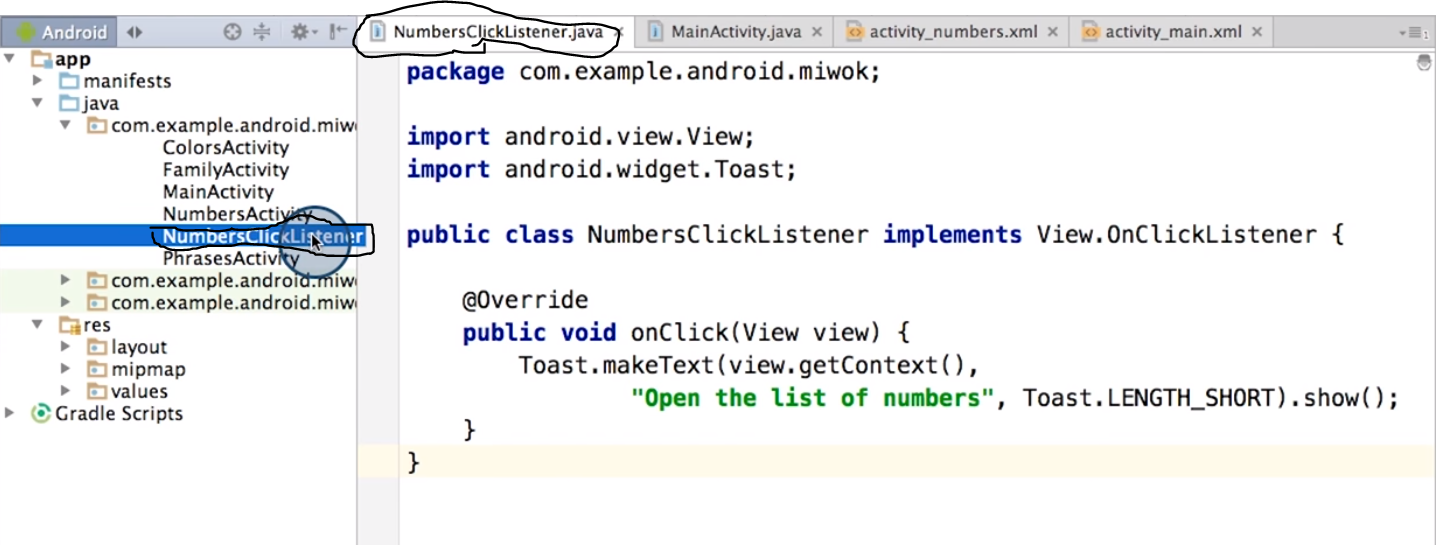 Android
NumbersClickListener.java
MainActivity.java
activity_numbers.xml
activity_main.xml
app
manifests
java
com.example.android.miwo
ColorsActivity
FamilyActivity
MainActivity
NumbersActivity
NumbersClickListener
PhrasesActivity
com.example.android.miwo
com.example.android.miwo
res
layout
mipmap
values
Gradle Scripts
package com.example.android.miwok;
import android.view.View;
import android.widget.Toast;
public class NumbersClickListener implements View.OnClickListener {
@Override
public void onClick(View view) {
Toast.makeText(view.getContext(),
"Open the list of numbers", Toast.LENGTH_SHORT).show();
}
}